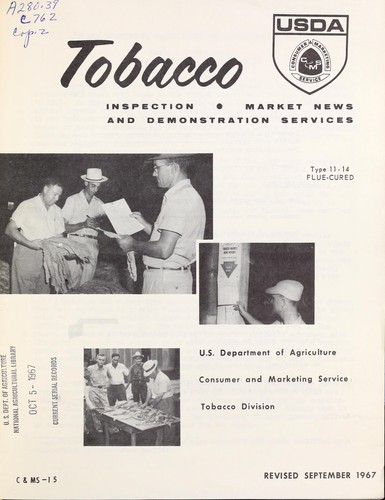 A280.39
C762
Cop. 2
USDA
CONSUMER & MARKETING
C & MS
SERVICE
Tobacco
INSPECTION • MARKET NEWS
AND DEMONSTRATION SERVICES
Type 11-14
FLUE-CURED
U.S. Department of Agriculture
Consumer and Marketing Service
Tobacco Division
U. S. DEPT. OF AGRICULTURE
NATIONAL AGRICULTURAL LIBRARY
OCT 5 - 1967
CURRENT SERIAL RECORDS
C & MS -15
REVISED SEPTEMBER 1967